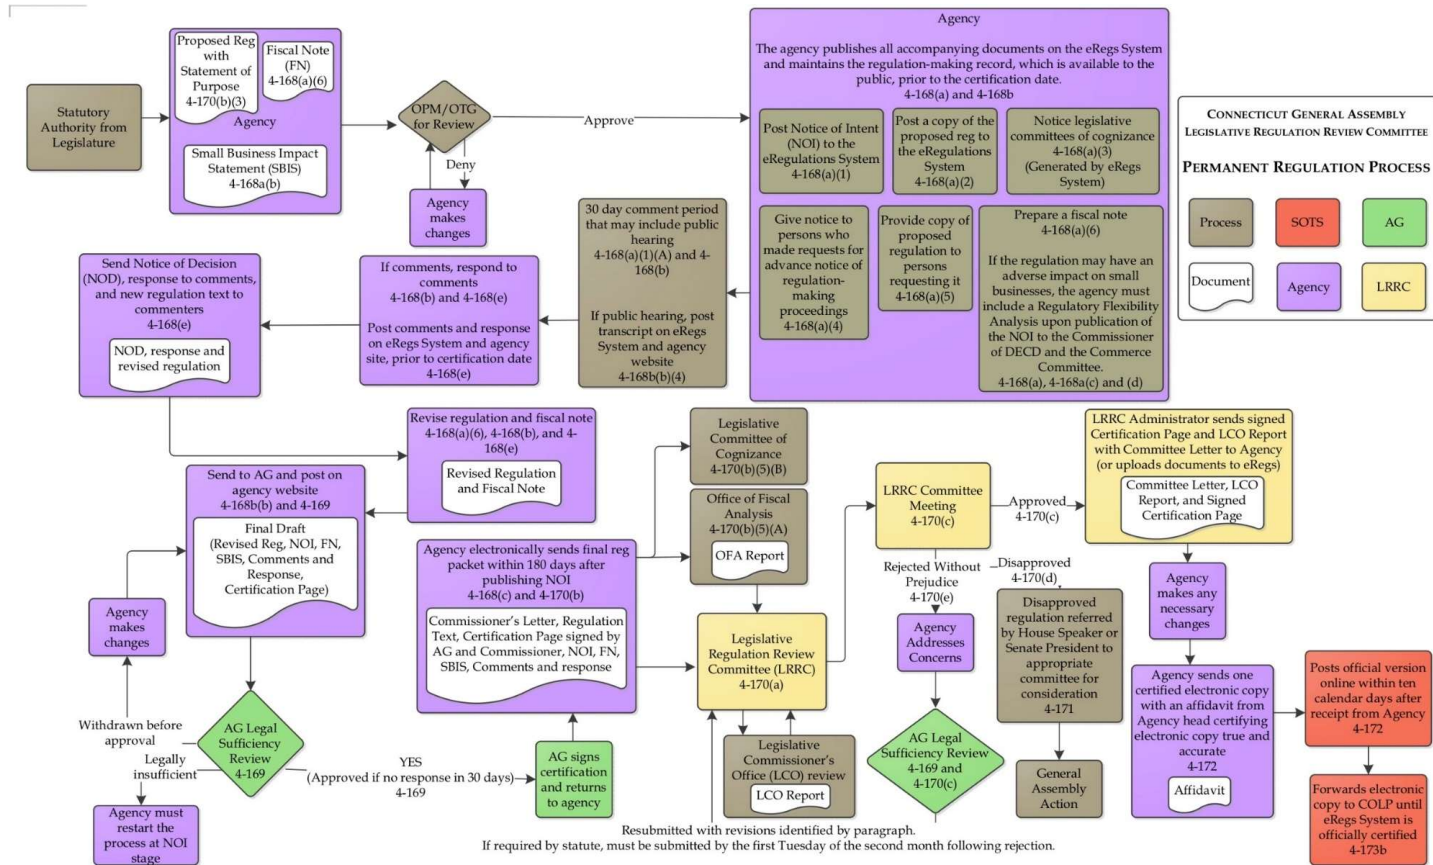 Statutory
Authority from
Legislature
Proposed Reg
with
Statement of
Purpose
4-170(b)(3)
Fiscal Note
(FN)
4-168(a)(6)
Agency
Small Business Impact
Statement (SBIS)
4-168a(b)
OPM/OTG
for Review
Approve
Deny
Agency
makes
changes
Agency
The agency publishes all accompanying documents on the eRegs System
and maintains the regulation-making record, which is available to the
public, prior to the certification date.
4-168(a) and 4-168b
Post Notice of Intent
(NOI) to the
eRegulations System
4-168(a)(1)
Post a copy of the
proposed reg to
the eRegulations
System
4-168(a)(2)
Notice legislative
committees of cognizance
4-168(a)(3)
(Generated by eRegs
System)
Give notice to
persons who
made requests for
advance notice of
regulation-
making
proceedings
4-168(a)(4)
Provide copy of
proposed
regulation to
persons
requesting it
4-168(a)(5)
Prepare a fiscal note
4-168(a)(6)
If the regulation may have an
adverse impact on small
businesses, the agency must
include a Regulatory Flexibility
Analysis upon publication of
the NOI to the Commissioner
of DECD and the Commerce
Committee.
4-168(a), 4-168a(c) and (d)
CONNECTICUT GENERAL ASSEMBLY
LEGISLATIVE REGULATION REVIEW COMMITTEE
PERMANENT REGULATION PROCESS
Process
SOTS
AG
Document
Agency
LRRC
30 day comment period
that may include public
hearing
4-168(a)(1)(A) and 4-
168(b)
If public hearing, post
transcript on eRegs
System and agency
website
4-168b(b)(4)
If comments, respond to
comments
4-168(b) and 4-168(e)
Post comments and response
on eRegs System and agency
site, prior to certification date
4-168(e)
Send Notice of Decision
(NOD), response to comments,
and new regulation text to
commenters
4-168(e)
NOD, response and
revised regulation
Revise regulation and fiscal note
4-168(a)(6), 4-168(b), and 4-
168(e)
Revised Regulation
and Fiscal Note
Send to AG and post on
agency website
4-168b(b) and 4-169
Final Draft
(Revised Reg, NOI, FN,
SBIS, Comments and
Response,
Certification Page)
Agency
makes
changes
Withdrawn before
approval
Legally
insufficient
Agency must
restart the
process at NOI
stage
AG Legal
Sufficiency
Review
4-169
YES
(Approved if no response in 30 days)
4-169
AG signs
certification
and returns
to agency
Agency electronically sends final reg
packet within 180 days after
publishing NOI
4-168(c) and 4-170(b)
Commissioner's Letter, Regulation
Text, Certification Page signed by
AG and Commissioner, NOI, FN,
SBIS, Comments and response
Legislative
Committee of
Cognizance
4-170(b)(5)(B)
Office of Fiscal
Analysis
4-170(b)(5)(A)
OFA Report
Legislative
Regulation Review
Committee (LRRC)
4-170(a)
Legislative
Commissioner's
Office (LCO) review
LCO Report
LRRC Committee
Meeting
4-170(c)
Approved
4-170(c)
Rejected Without
Prejudice
4-170(e)
Disapproved
4-170(d)
Agency
Addresses
Concerns
AG Legal
Sufficiency Review
4-169 and
4-170(c)
Resubmitted with revisions identified by paragraph.
If required by statute, must be submitted by the first Tuesday of the second month following rejection.
Disapproved
regulation referred
by House Speaker or
Senate President to
appropriate
committee for
consideration
4-171
General
Assembly
Action
LRRC Administrator sends signed
Certification Page and LCO Report
with Committee Letter to Agency
(or uploads documents to eRegs)
Committee Letter, LCO
Report, and Signed
Certification Page
Agency
makes any
necessary
changes
Agency sends one
certified electronic copy
with an affidavit from
Agency head certifying
electronic copy true and
accurate
4-172
Affidavit
Posts official version
online within ten
calendar days after
receipt from Agency
4-172
Forwards electronic
copy to COLP until
eRegs System is
officially certified
4-173b